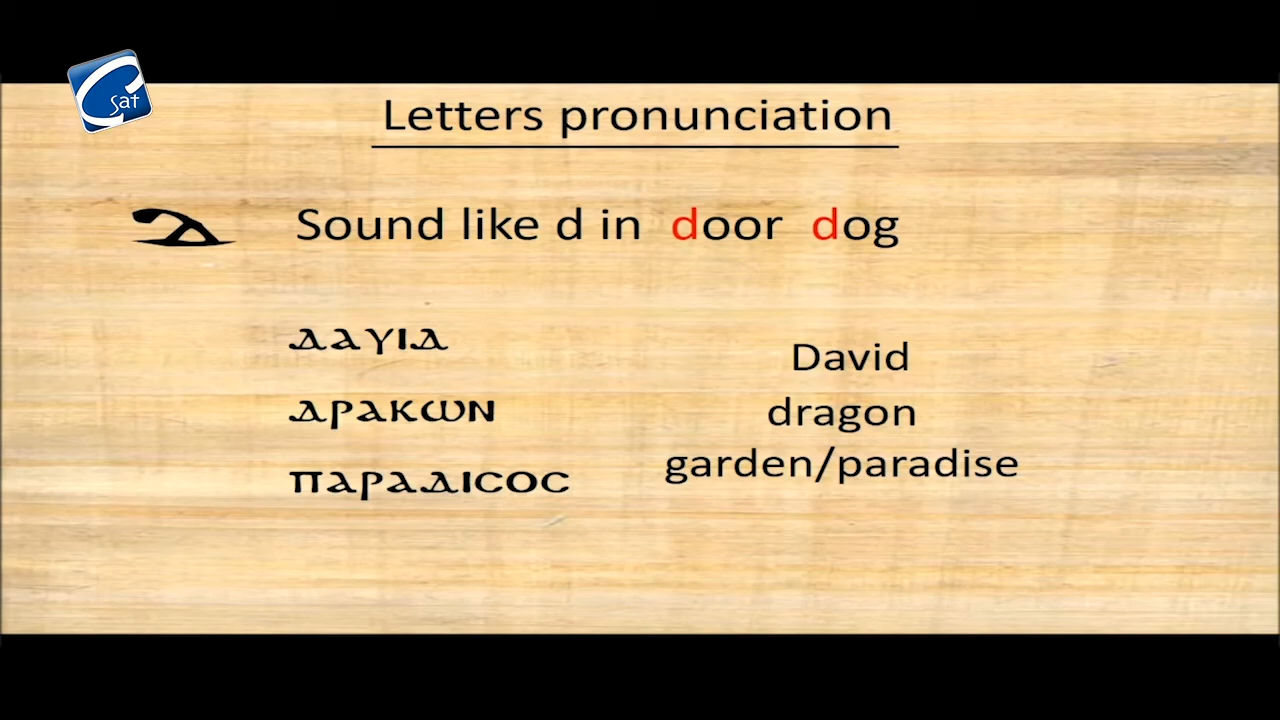 Sat
Letters pronunciation
ⲇ Sound like d in door dog
ⲇⲁⲩⲓⲇ David
ⲇⲣⲁⲕⲱⲛ dragon
ⲡⲁⲣⲁⲇⲓⲥⲟⲥ garden/paradise